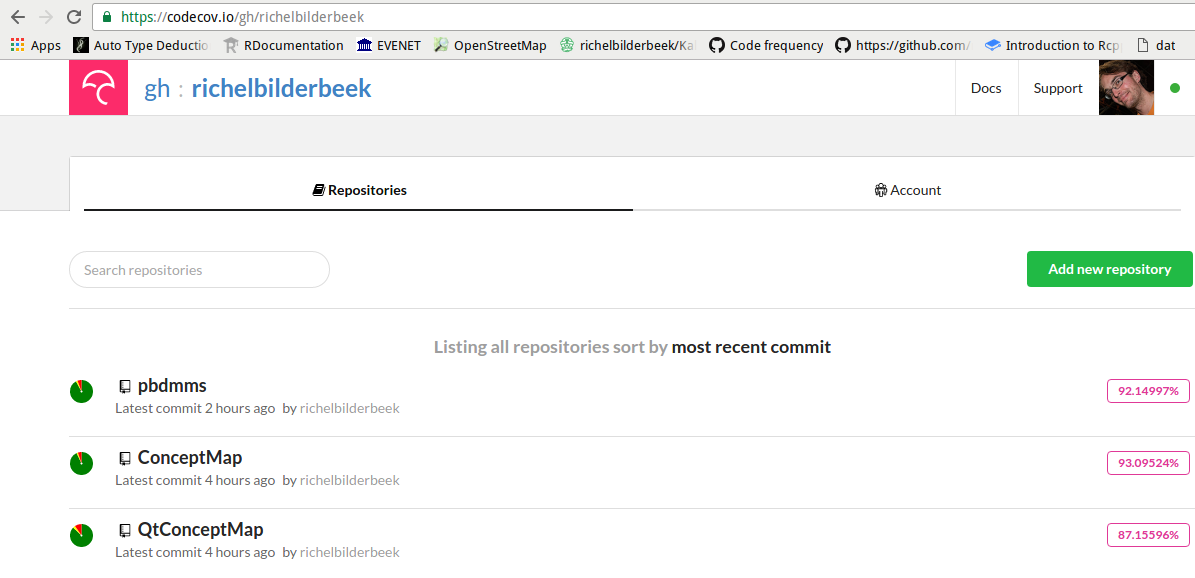 https://codecov.io/gh/richelbilderbeek
Apps Auto Type Deductio RDocumentation EVENET OpenStreetMap richelbilderbeek/Ka Code frequency https://github.com/ Introduction to Rcp dat
gh : richelbilderbeek Docs Support
Repositories Account
Search repositories Add new repository
Listing all repositories sort by most recent commit
pbdmms 92.14997%
Latest commit 2 hours ago by richelbilderbeek
ConceptMap 93.09524%
Latest commit 4 hours ago by richelbilderbeek
QtConceptMap 87.15596%
Latest commit 4 hours ago by richelbilderbeek